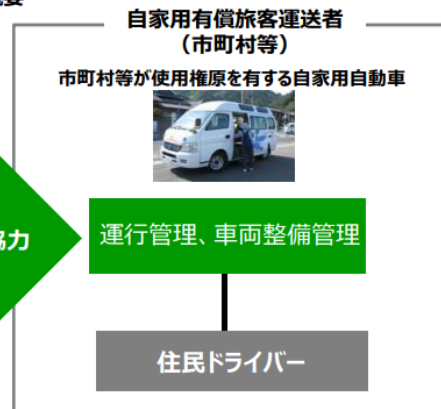 自家用有償旅客運送者
（市町村等）
市町村等が使用権原を有する自家用自動車
力
運行管理、車両整備管理
住民ドライバー